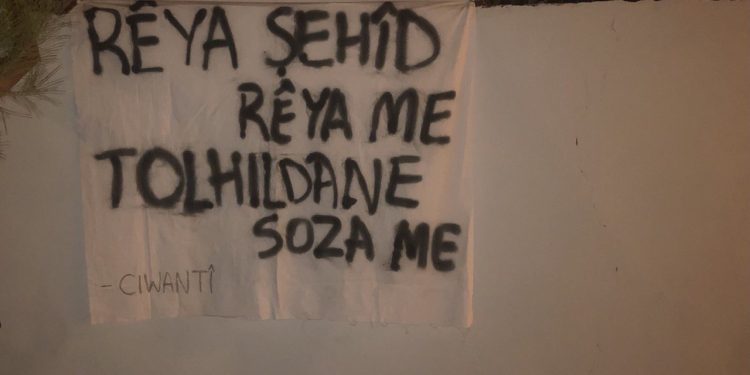 RÊYA ŞEHÎD
RÊYA ME
TOLHILDANE
SOZA ME
- CIWANTÎ